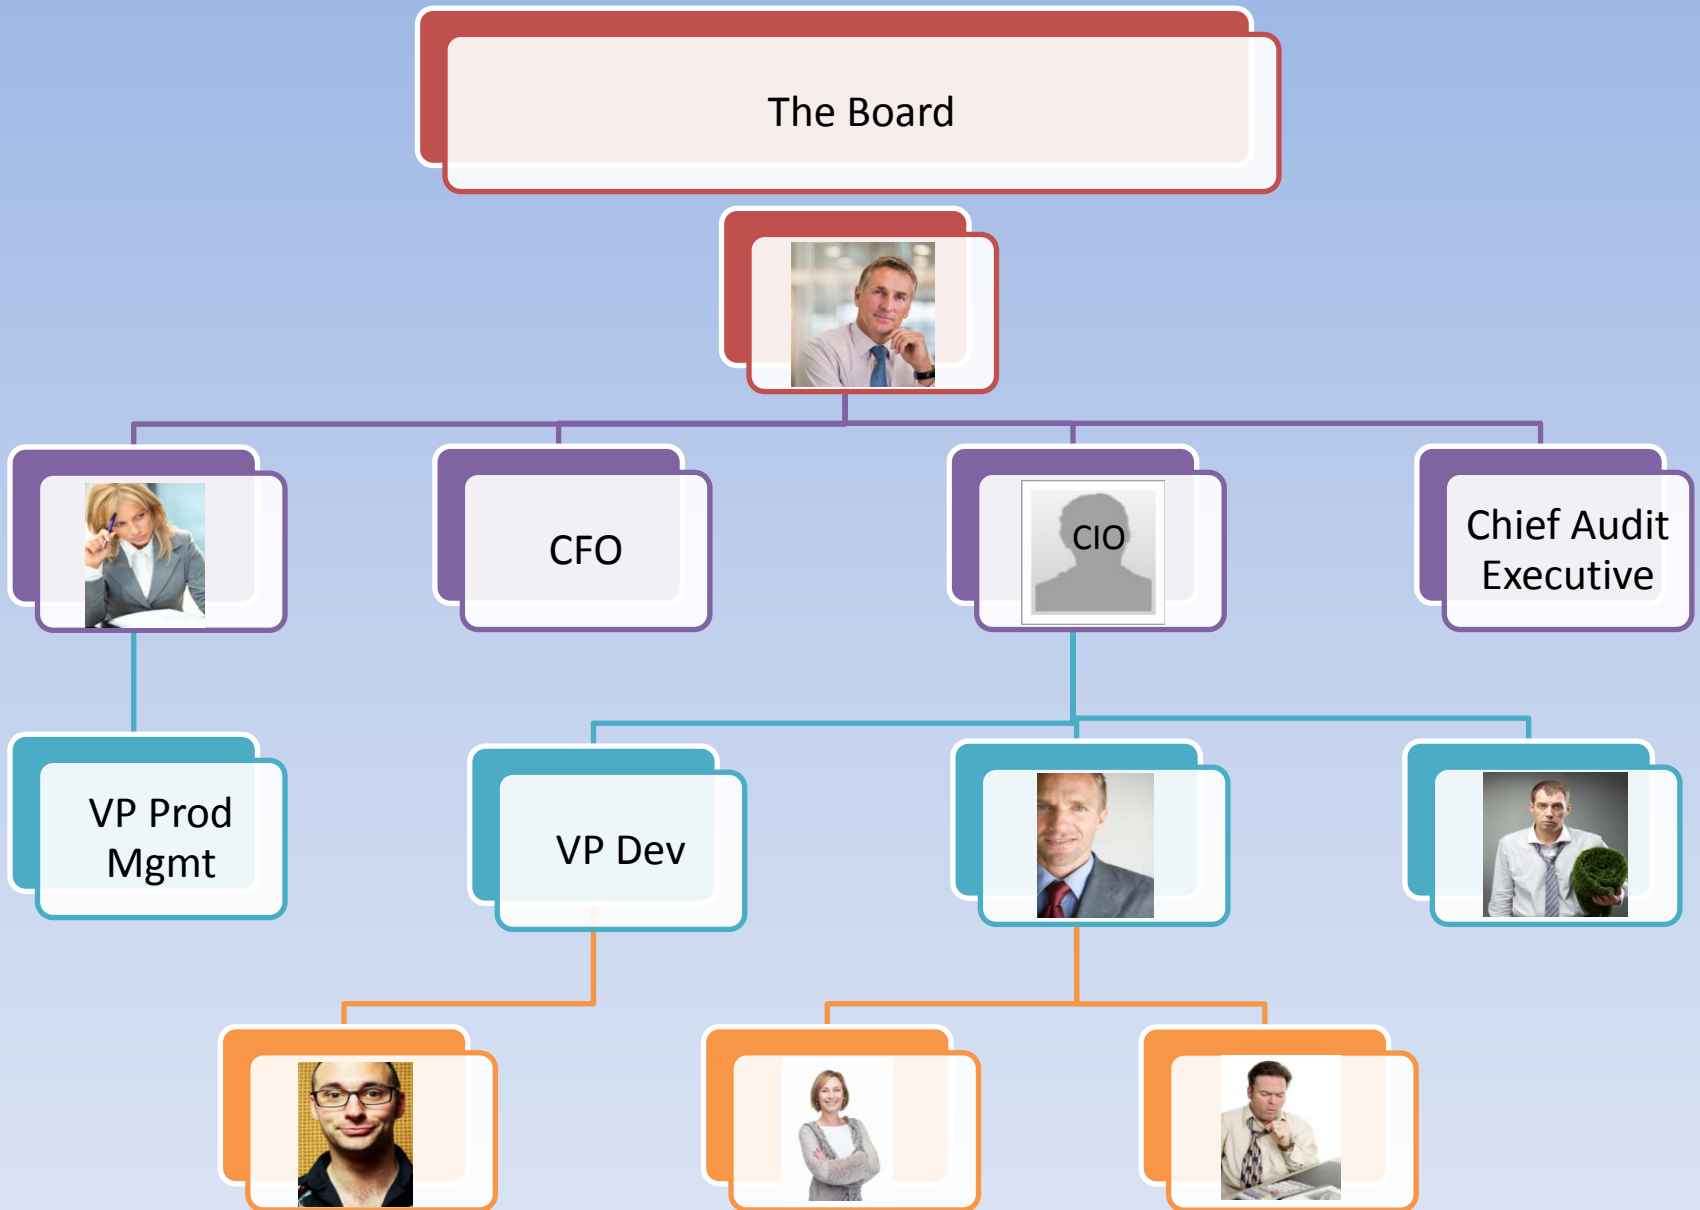 The Board
CFO
CIO
Chief Audit
Executive
VP Prod
Mgmt
VP Dev